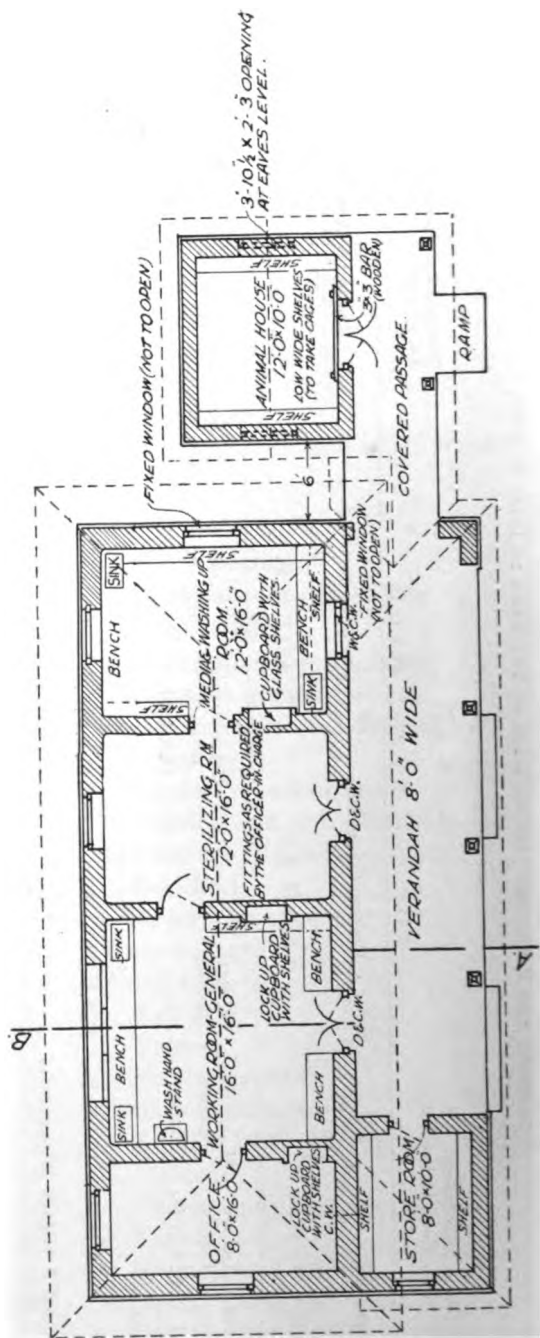 3'-10½" × 2'-3" OPENING
AT EAVES LEVEL.
FIXED WINDOW (NOT TO OPEN)
SHELF
ANIMAL HOUSE
12'·0"×10'·0"
LOW WIDE SHELVES
(TO TAKE CAGES)
SHELF
3"×3" BAR
(WOODEN)
RAMP
COVERED PASSAGE
6'
SINK
BENCH
SHELF
MEDIA & WASHING UP
ROOM.
12'·0"×16'·0"
SHELF
CUPBOARD WITH
GLASS SHELVES
BENCH
SHELF
SINK
W.&C.W.
FIXED WINDOW
(NOT TO OPEN)
STERILIZING RM
12'·0"×16'·0"
FITTINGS AS REQUIRED
BY THE OFFICER-IN-CHARGE
D.&C.W.
VERANDAH 8'·0" WIDE
SINK
BENCH
SINK
WASH HAND
STAND
WORKING ROOM-GENERAL
16'·0"×16'·0"
SHELF
LOCK UP
CUPBOARD
WITH SHELVES
BENCH
D.&C.W.
BENCH
OFFICE
8'·0×16'·0"
LOCK UP
CUPBOARD
WITH SHELVES
C.W.
SHELF
STORE ROOM
8'·0×10'·0
SHELF
B.
A.